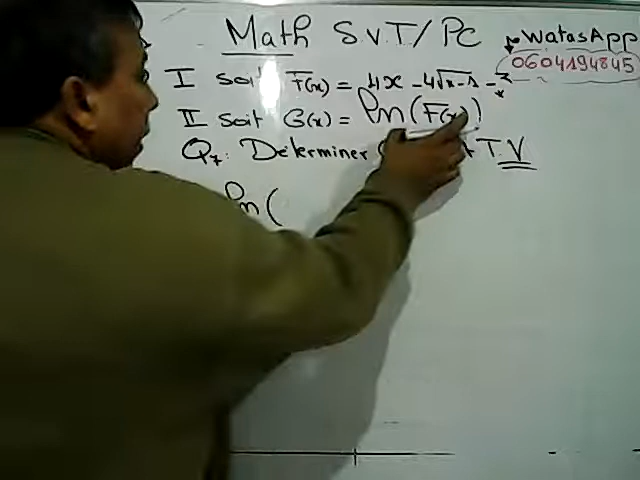 Math SVT/PC
WatasApp
0604194845
I soit F(x) = 4x - 4√x-1 - 3
II soit G(x) = ln(F(x))
Q7: Determiner T.V
ln(